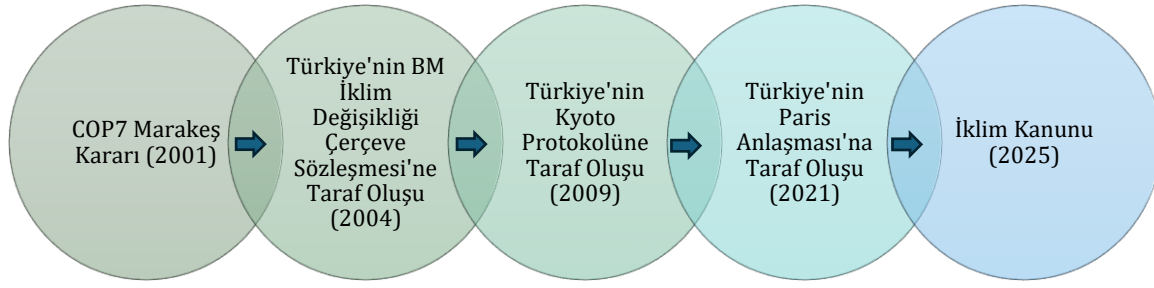 COP7 Marakeş
Kararı (2001)
Türkiye'nin BM
İklim
Değişikliği
Çerçeve
Sözleşmesi'ne
Taraf Oluşu
(2004)
Türkiye'nin
Kyoto
Protokolüne
Taraf Oluşu
(2009)
Türkiye'nin
Paris
Anlaşması'na
Taraf Oluşu
(2021)
İklim Kanunu
(2025)